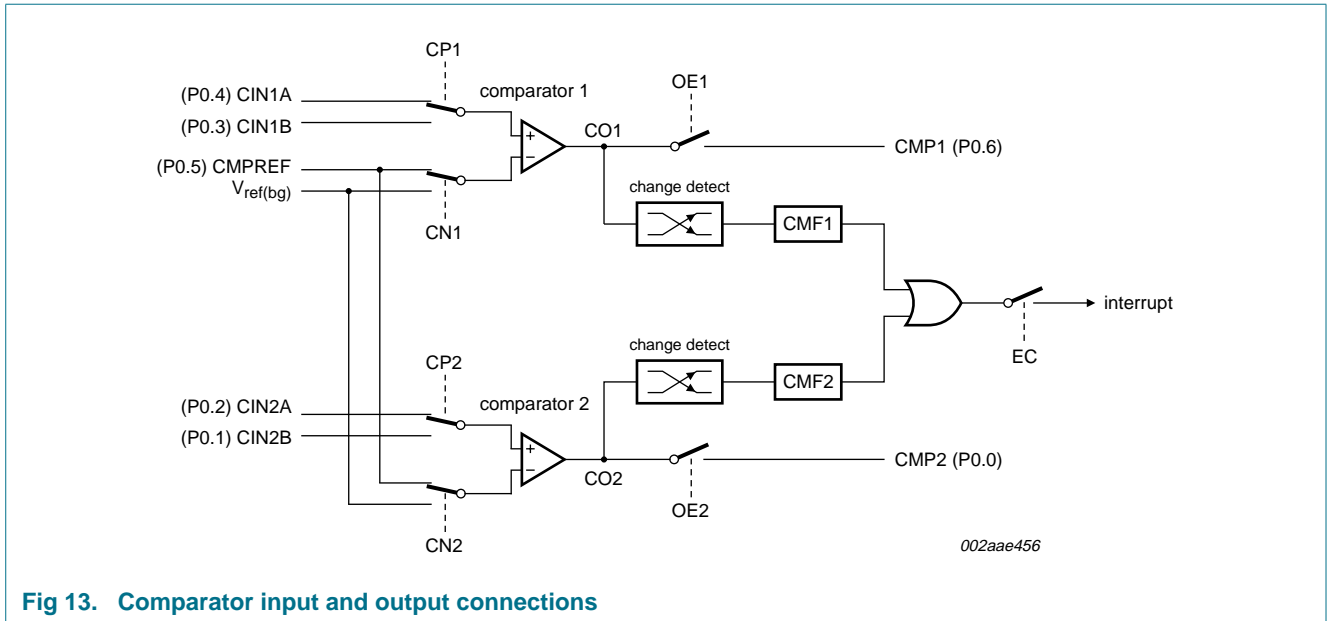 CP1
(P0.4) CIN1A
comparator 1
OE1
(P0.3) CIN1B
+
CO1
CMP1 (P0.6)
−
(P0.5) CMPREF
Vref(bg)
change detect
CN1
CMF1
interrupt
change detect
EC
CP2
CMF2
(P0.2) CIN2A
comparator 2
(P0.1) CIN2B
+
CMP2 (P0.0)
−
CO2
OE2
CN2
002aae456
Fig 13. Comparator input and output connections